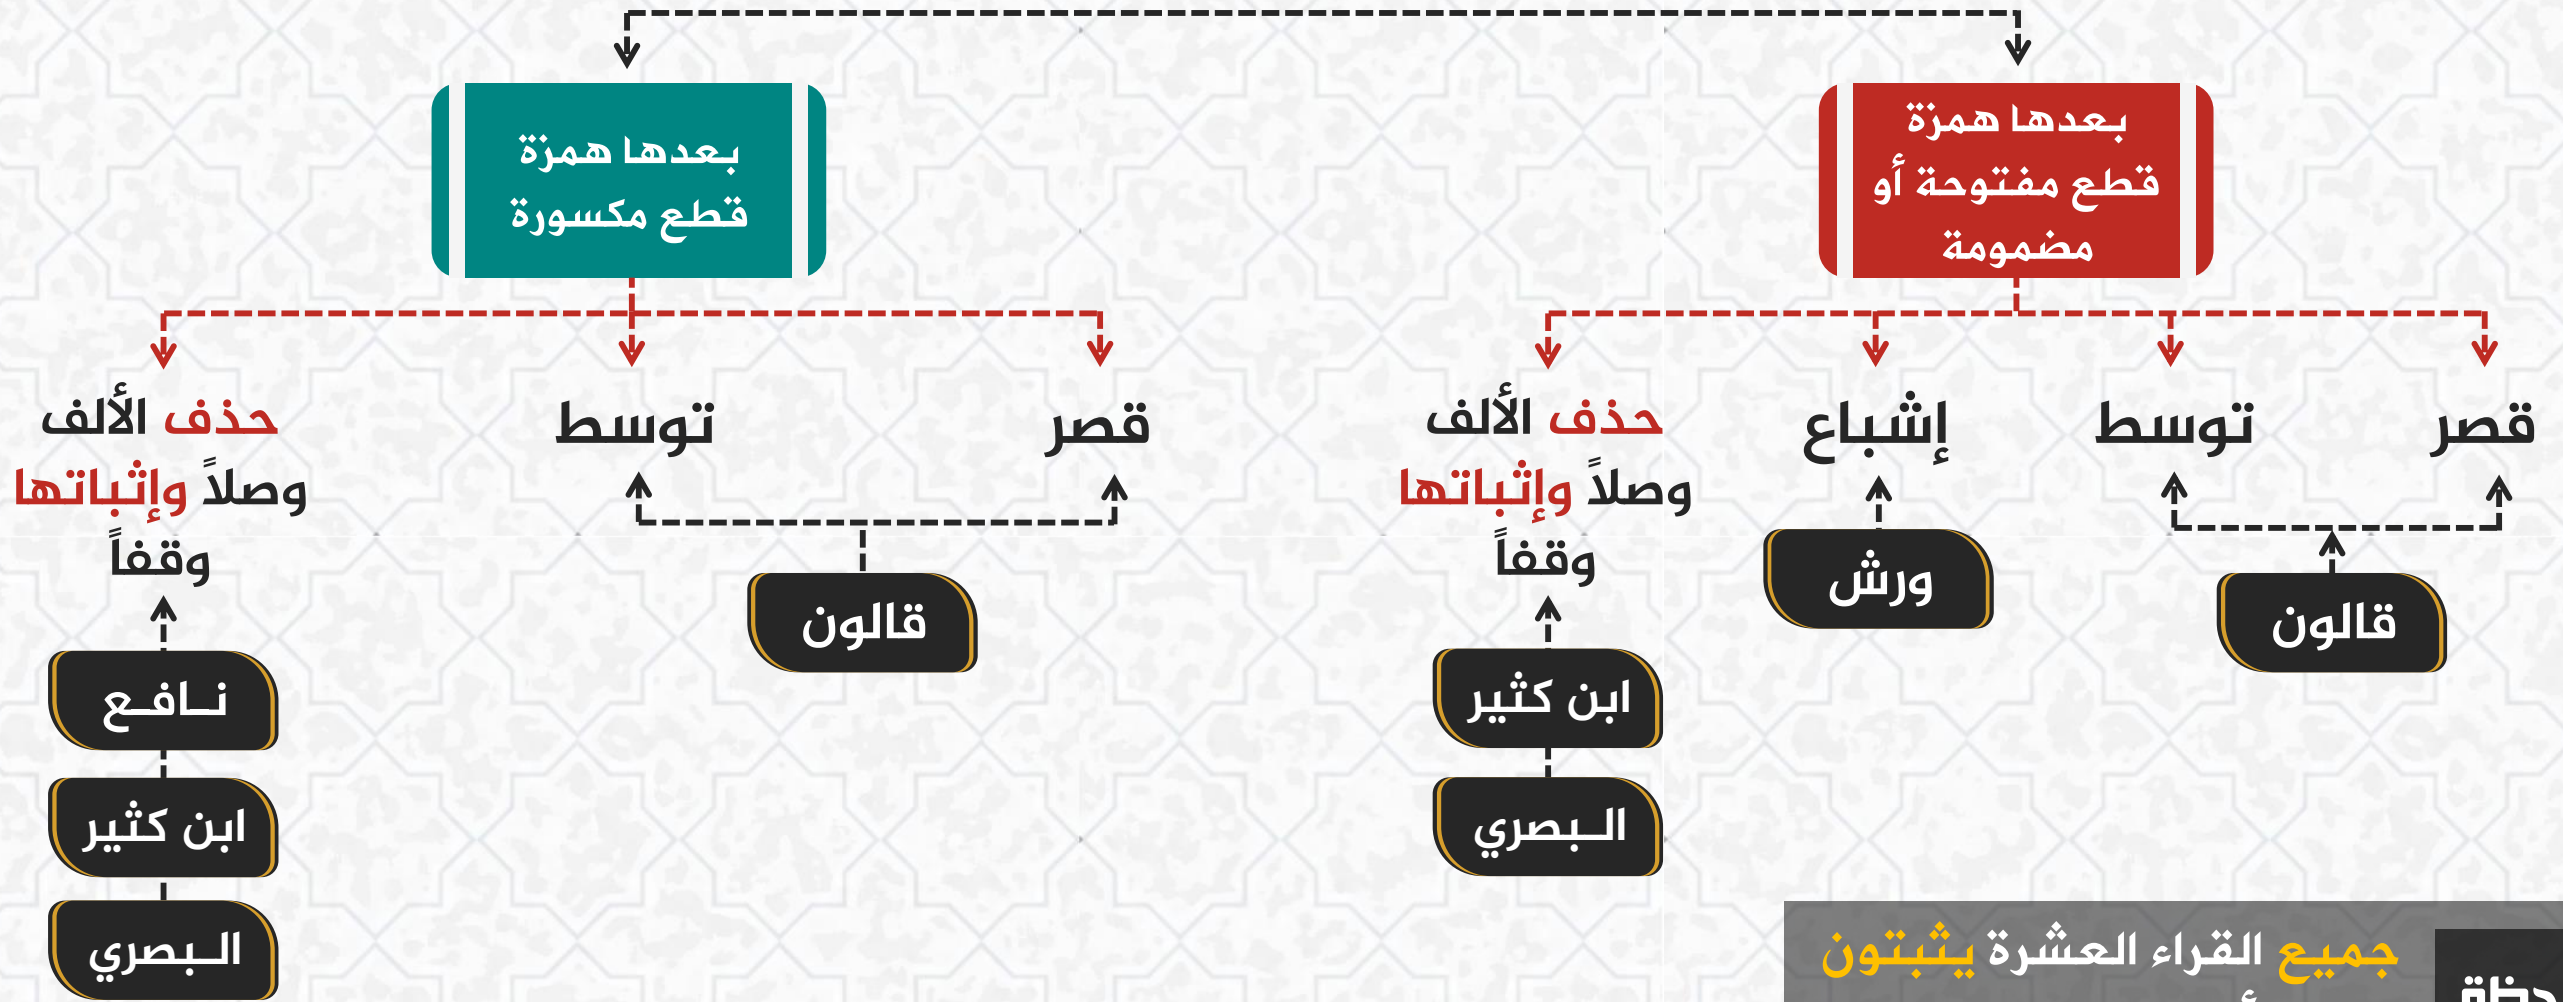 بعدها همزة
قطع مفتوحة أو
مضمومة
قصر
توسط
إشباع
حذف الألف
وصلاً وإثباتها
وقفاً
قالون
ورش
ابن كثير
البصري
بعدها همزة
قطع مكسورة
قصر
توسط
حذف الألف
وصلاً وإثباتها
وقفاً
قالون
نافع
ابن كثير
البصري
جميع القراء العشرة يثبتون